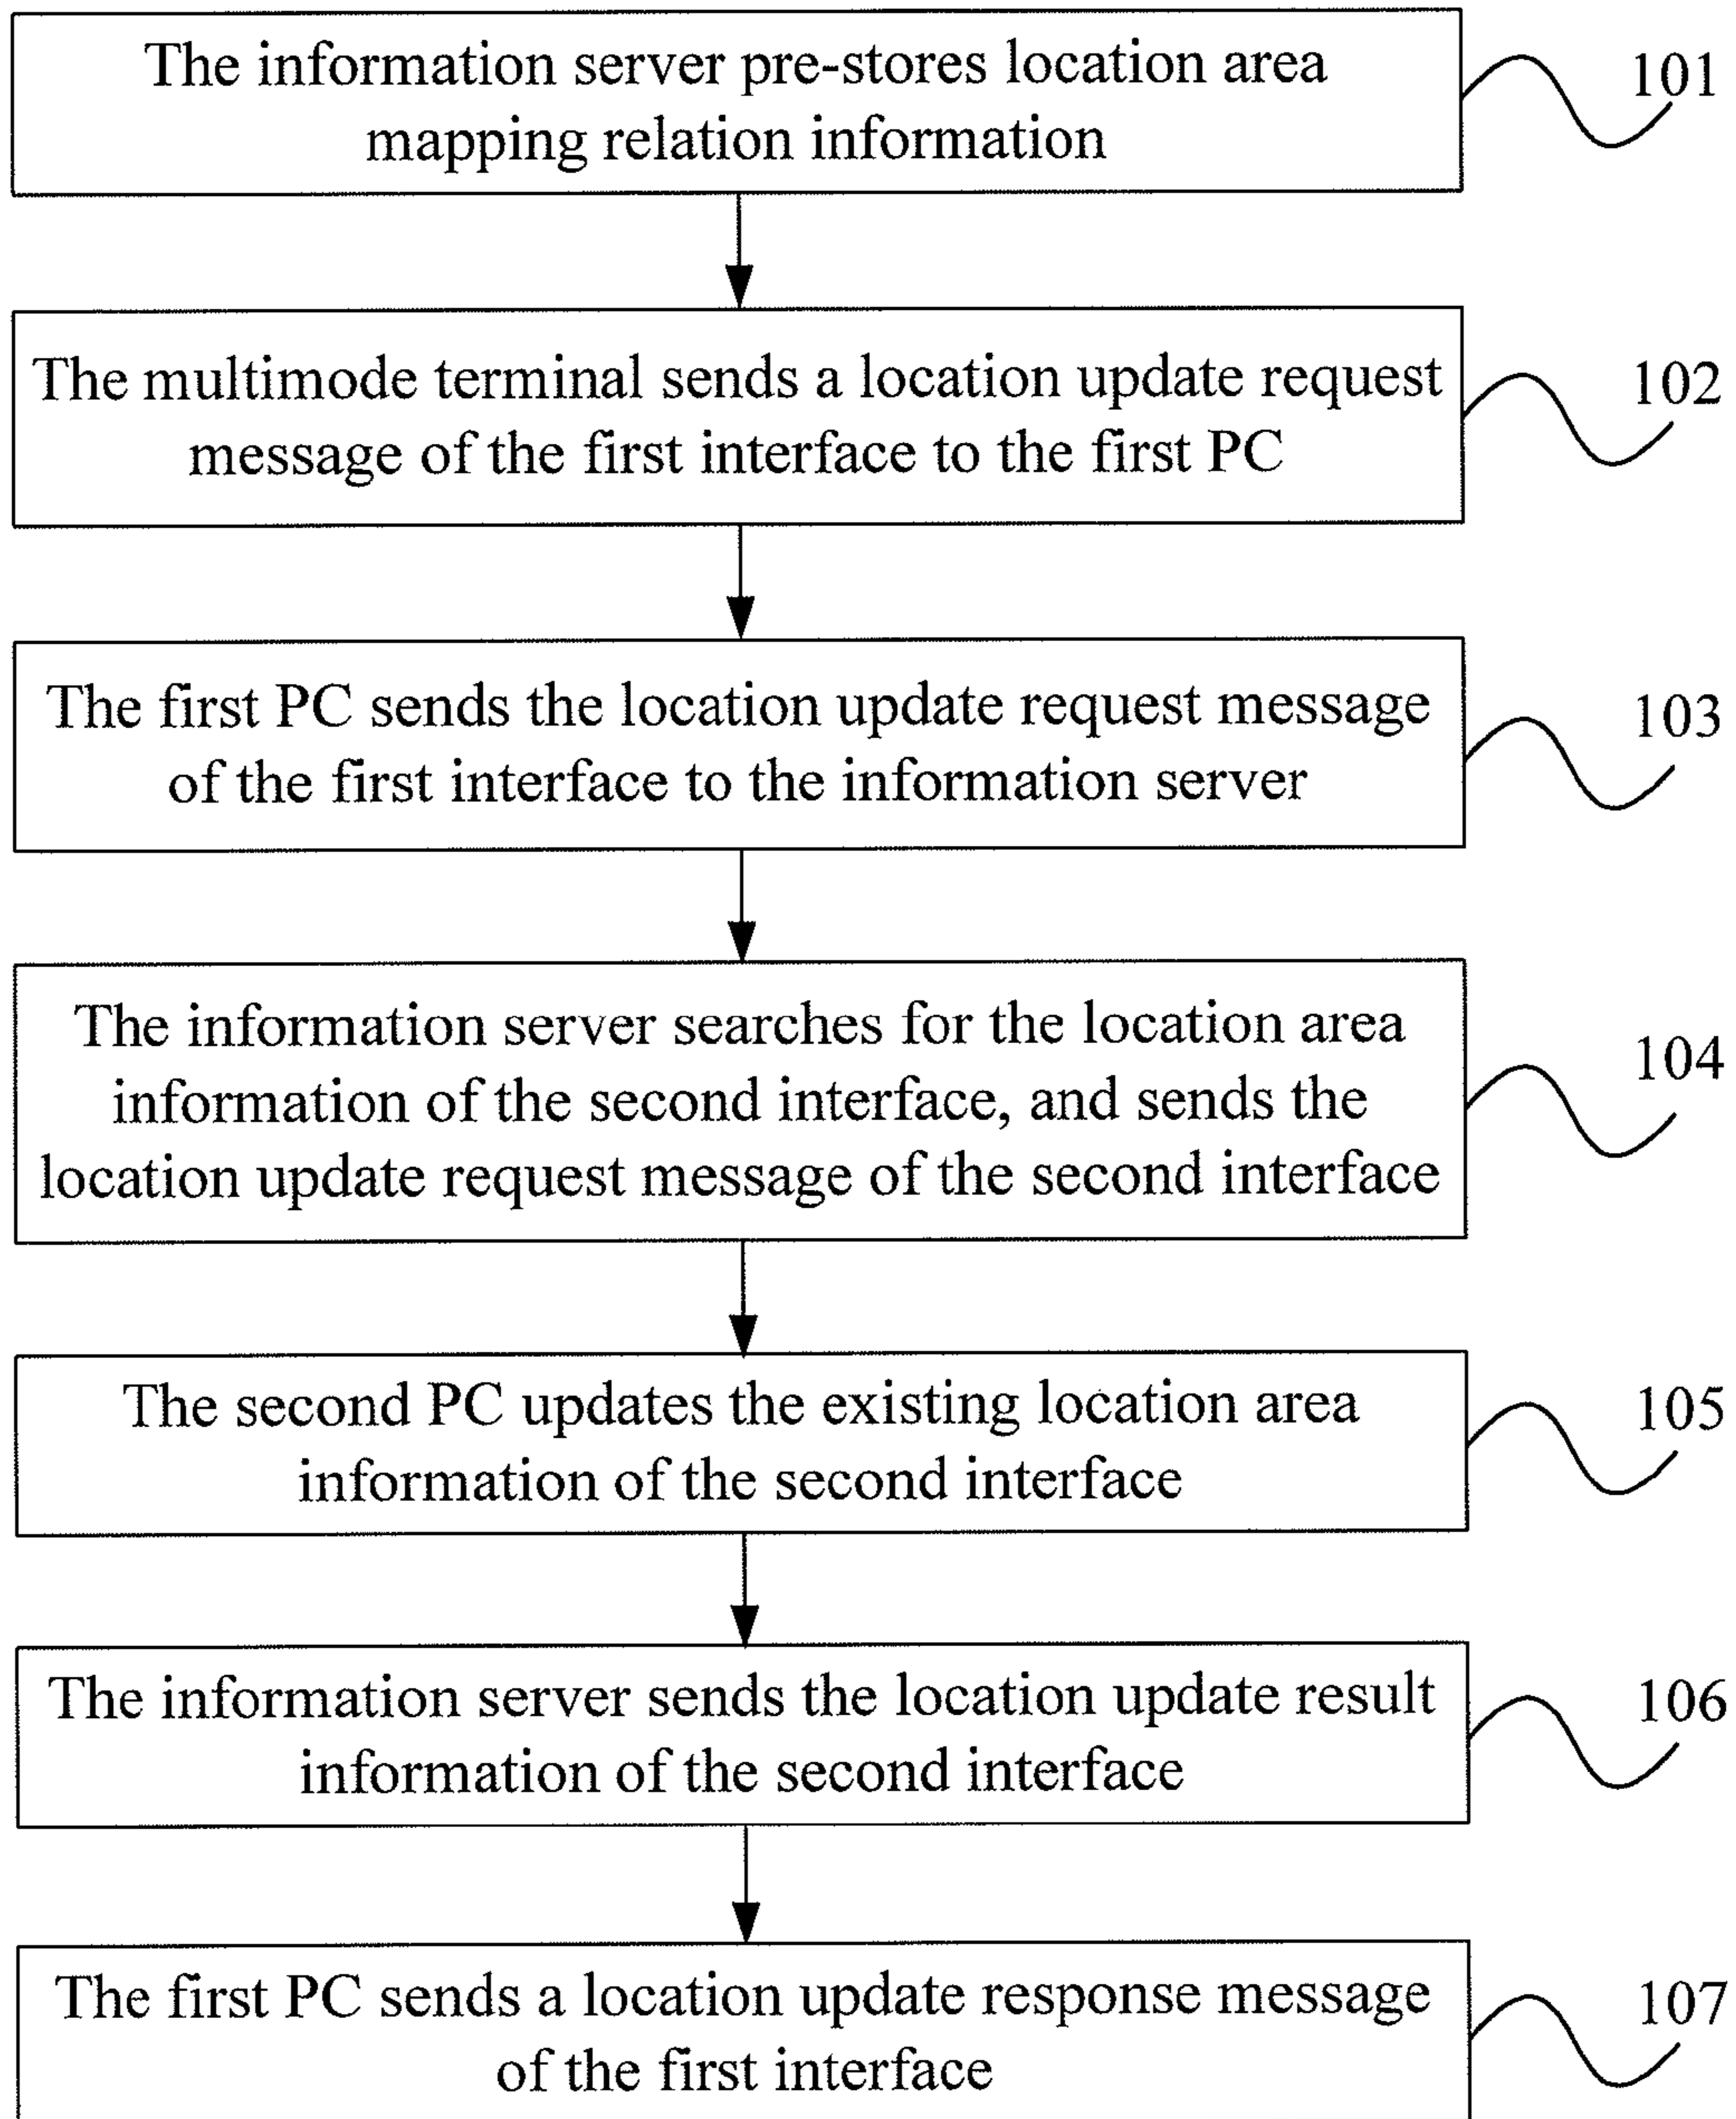 The information server pre-stores location area
mapping relation information
101
The multimode terminal sends a location update request
message of the first interface to the first PC
102
The first PC sends the location update request message
of the first interface to the information server
103
The information server searches for the location area
information of the second interface, and sends the
location update request message of the second interface
104
The second PC updates the existing location area
information of the second interface
105
The information server sends the location update result
information of the second interface
106
The first PC sends a location update response message
of the first interface
107